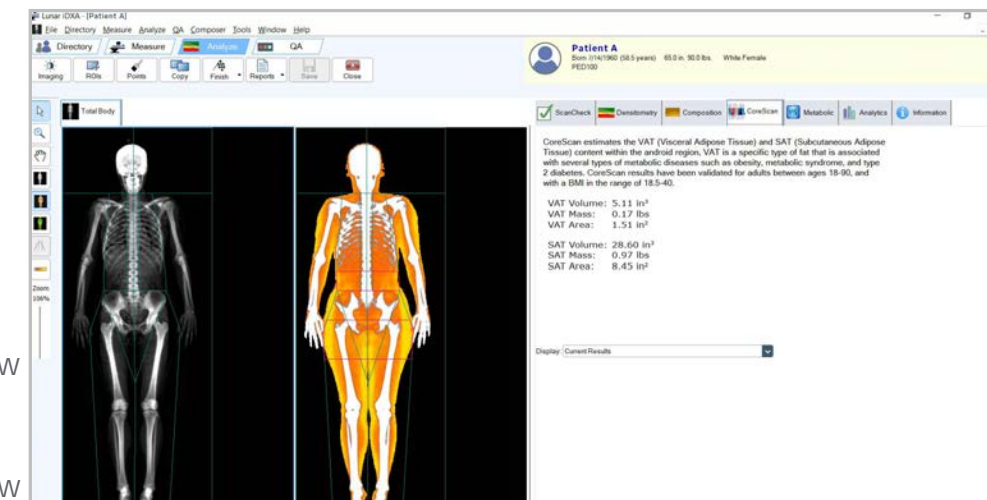 Lunar iDXA - [Patient A]
File Directory Measure Analyze QA Composer Tools Window Help
Directory Measure Analyze QA
Imaging ROIs Points Copy Finish Reports Save Close
Patient A
Born 7/14/1960 (58.5 years) 65.0 in. 90.0 lbs. White Female
PED100
Total Body
ScanCheck Densitometry Composition CoreScan Metabolic Analytics Information
CoreScan estimates the VAT (Visceral Adipose Tissue) and SAT (Subcutaneous Adipose
Tissue) content within the android region. VAT is a specific type of fat that is associated
with several types of metabolic diseases such as obesity, metabolic syndrome, and type
2 diabetes. CoreScan results have been validated for adults between ages 18-90, and
with a BMI in the range of 18.5-40.
VAT Volume: 5.11 in³
VAT Mass: 0.17 lbs
VAT Area: 1.51 in²
SAT Volume: 28.60 in³
SAT Mass: 0.97 lbs
SAT Area: 8.45 in²
Zoom:
106%
Display: Current Results
w
w